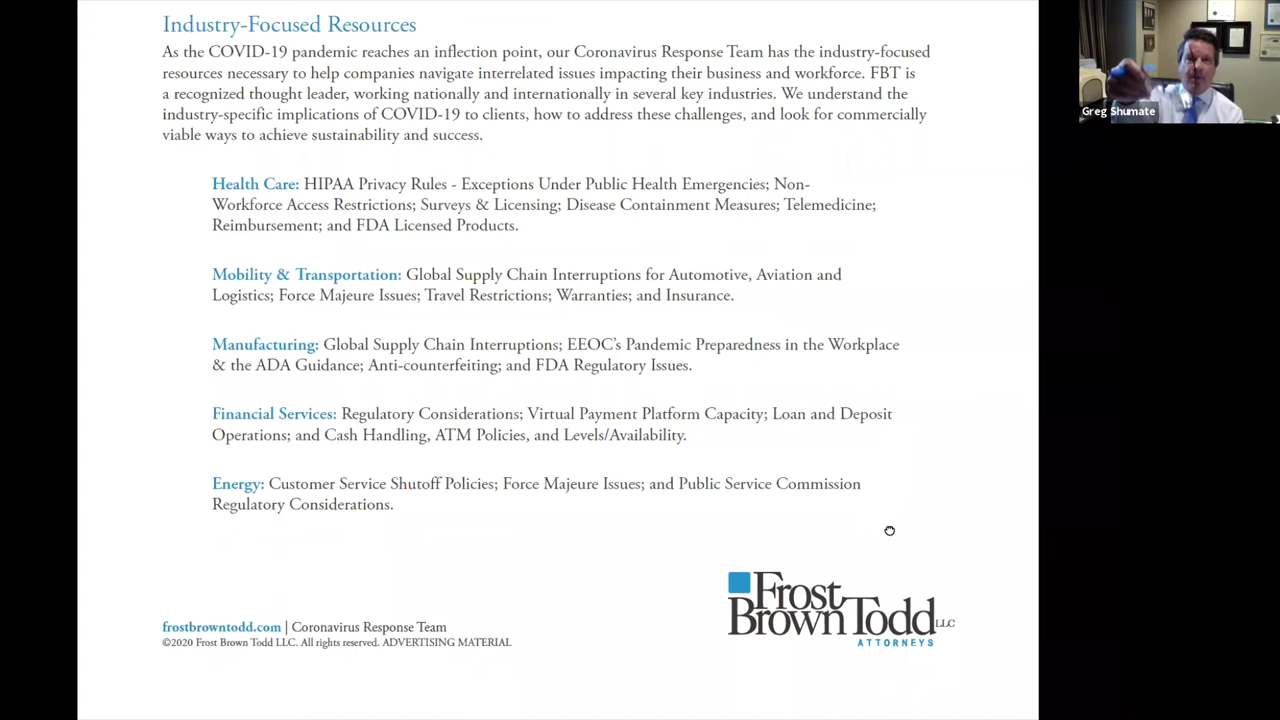 Industry-Focused Resources
As the COVID-19 pandemic reaches an inflection point, our Coronavirus Response Team has the industry-focused
resources necessary to help companies navigate interrelated issues impacting their business and workforce. FBT is
a recognized thought leader, working nationally and internationally in several key industries. We understand the
industry-specific implications of COVID-19 to clients, how to address these challenges, and look for commercially
viable ways to achieve sustainability and success.
Health Care: HIPAA Privacy Rules - Exceptions Under Public Health Emergencies; Non-
Workforce Access Restrictions; Surveys & Licensing; Disease Containment Measures; Telemedicine;
Reimbursement; and FDA Licensed Products.
Mobility & Transportation: Global Supply Chain Interruptions for Automotive, Aviation and
Logistics; Force Majeure Issues; Travel Restrictions; Warranties; and Insurance.
Manufacturing: Global Supply Chain Interruptions; EEOC's Pandemic Preparedness in the Workplace
& the ADA Guidance; Anti-counterfeiting; and FDA Regulatory Issues.
Financial Services: Regulatory Considerations; Virtual Payment Platform Capacity; Loan and Deposit
Operations; and Cash Handling, ATM Policies, and Levels/Availability.
Energy: Customer Service Shutoff Policies; Force Majeure Issues; and Public Service Commission
Regulatory Considerations.
frostbrowntodd.com | Coronavirus Response Team
©2020 Frost Brown Todd LLC. All rights reserved. ADVERTISING MATERIAL
Frost
Brown Todd LLC
ATTORNEYS
Greg Shumate